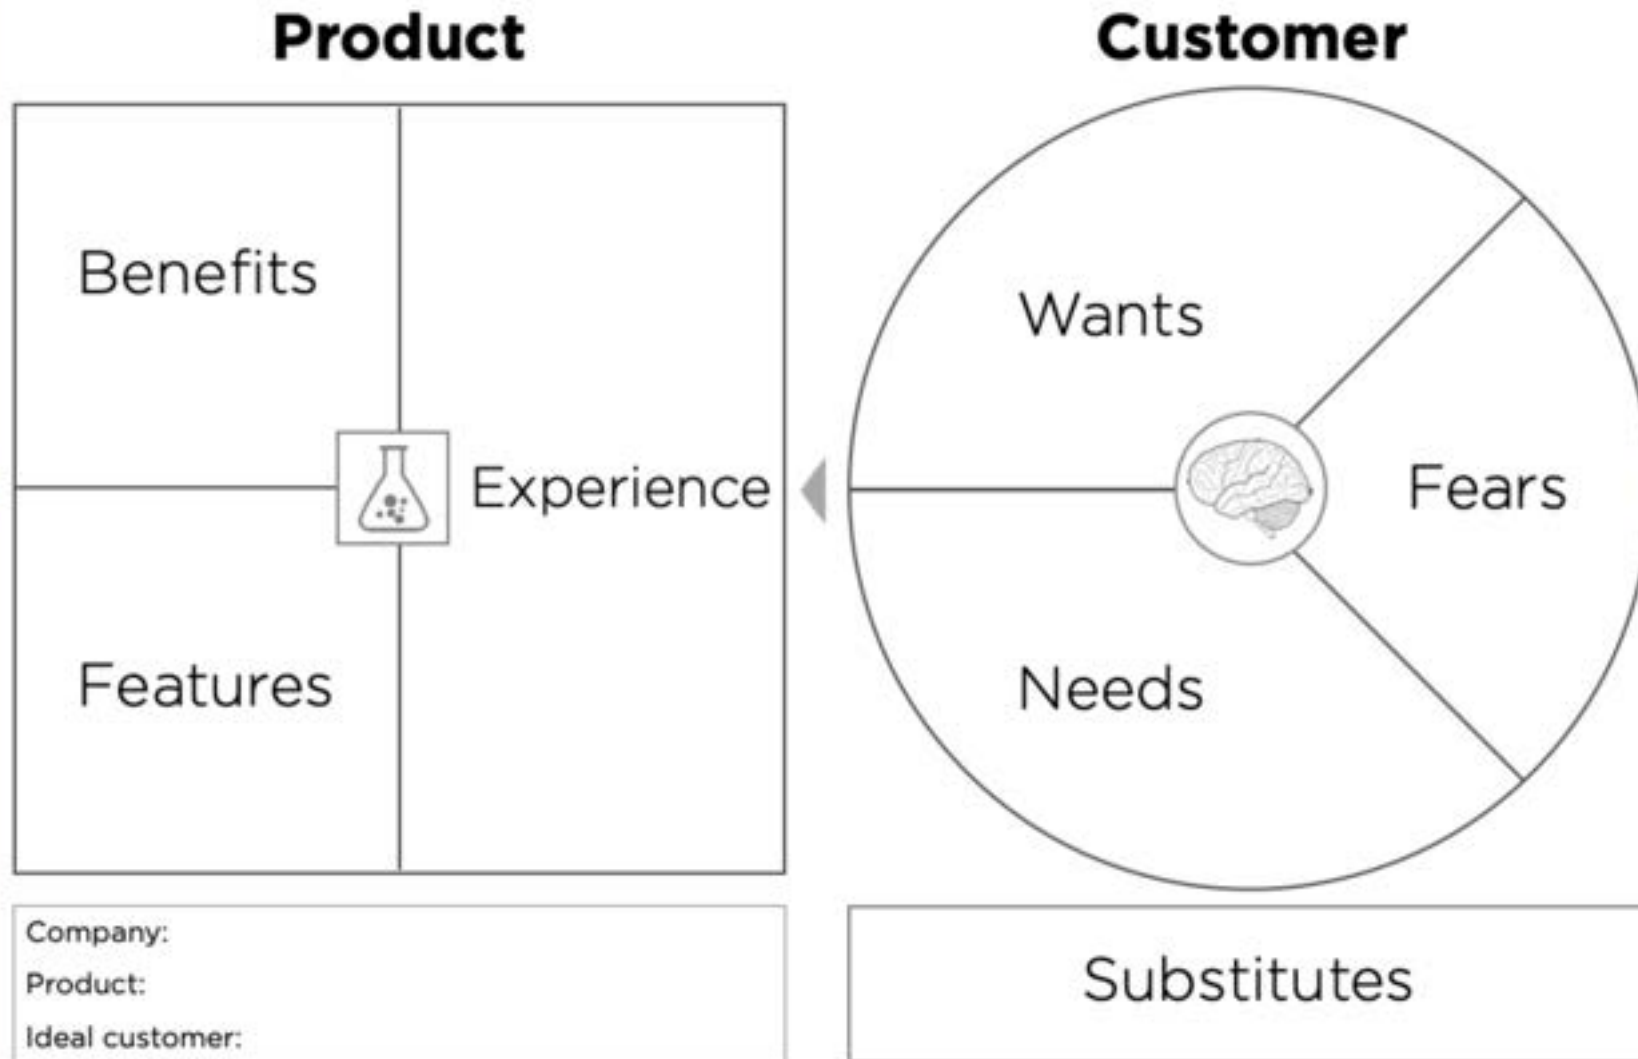 Product
Customer
Benefits
Features
Experience
Wants
Fears
Needs
Company:
Product:
Ideal customer:
Substitutes